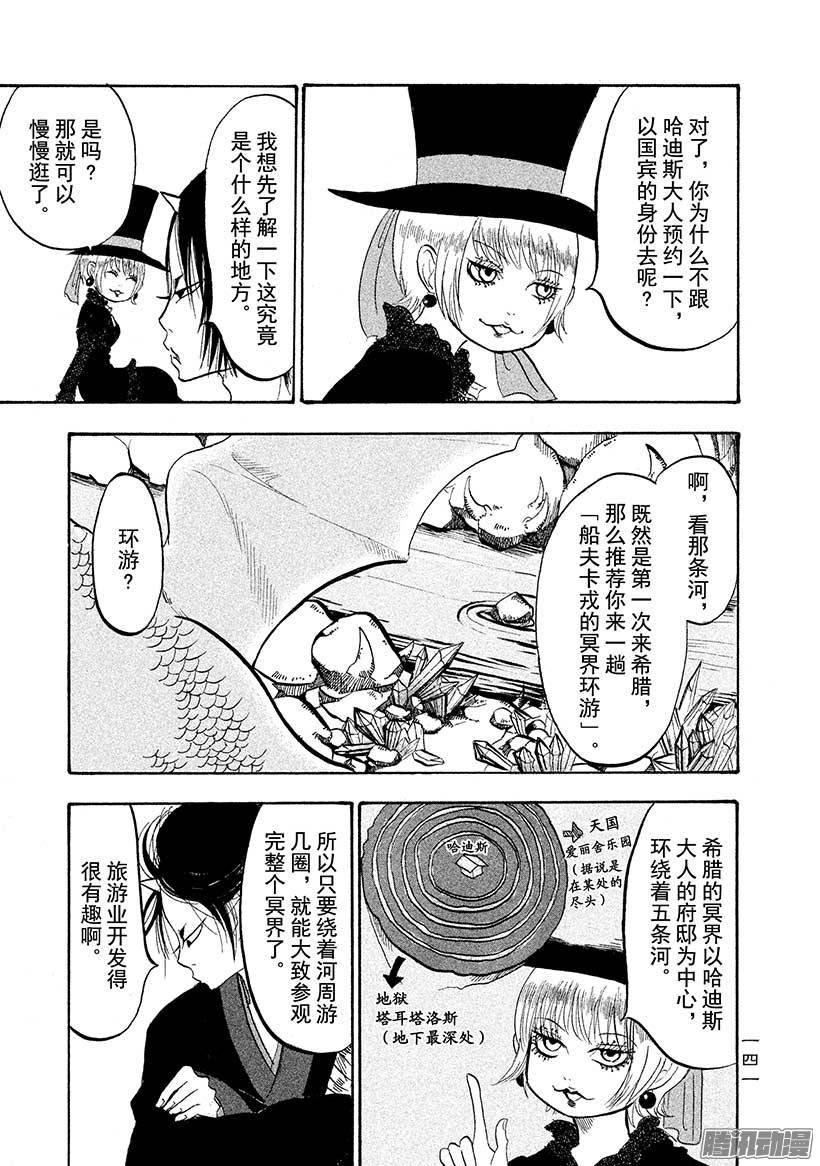 对了，你为什么不跟
哈迪斯大人预约一下，
以国宾的身份去呢？
我想先了解一下这究竟
是个什么样的地方。
是吗？
那就可以
慢慢逛了。
啊，看那条河，
既然是第一次来希腊，
那么推荐你来一趟
「船夫卡戎的冥界环游」。
环游？
希腊的冥界以哈迪斯
大人的府邸为中心，
环绕着五条河。
哈迪斯
天国
爱丽舍乐园
（据说是
在某处的
尽头）
地狱
塔耳塔洛斯
（地下最深处）
所以只要绕着河周游
几圈，就能大致参观
完整个冥界了。
旅游业开发得
很有趣啊。
一四一
腾讯动漫